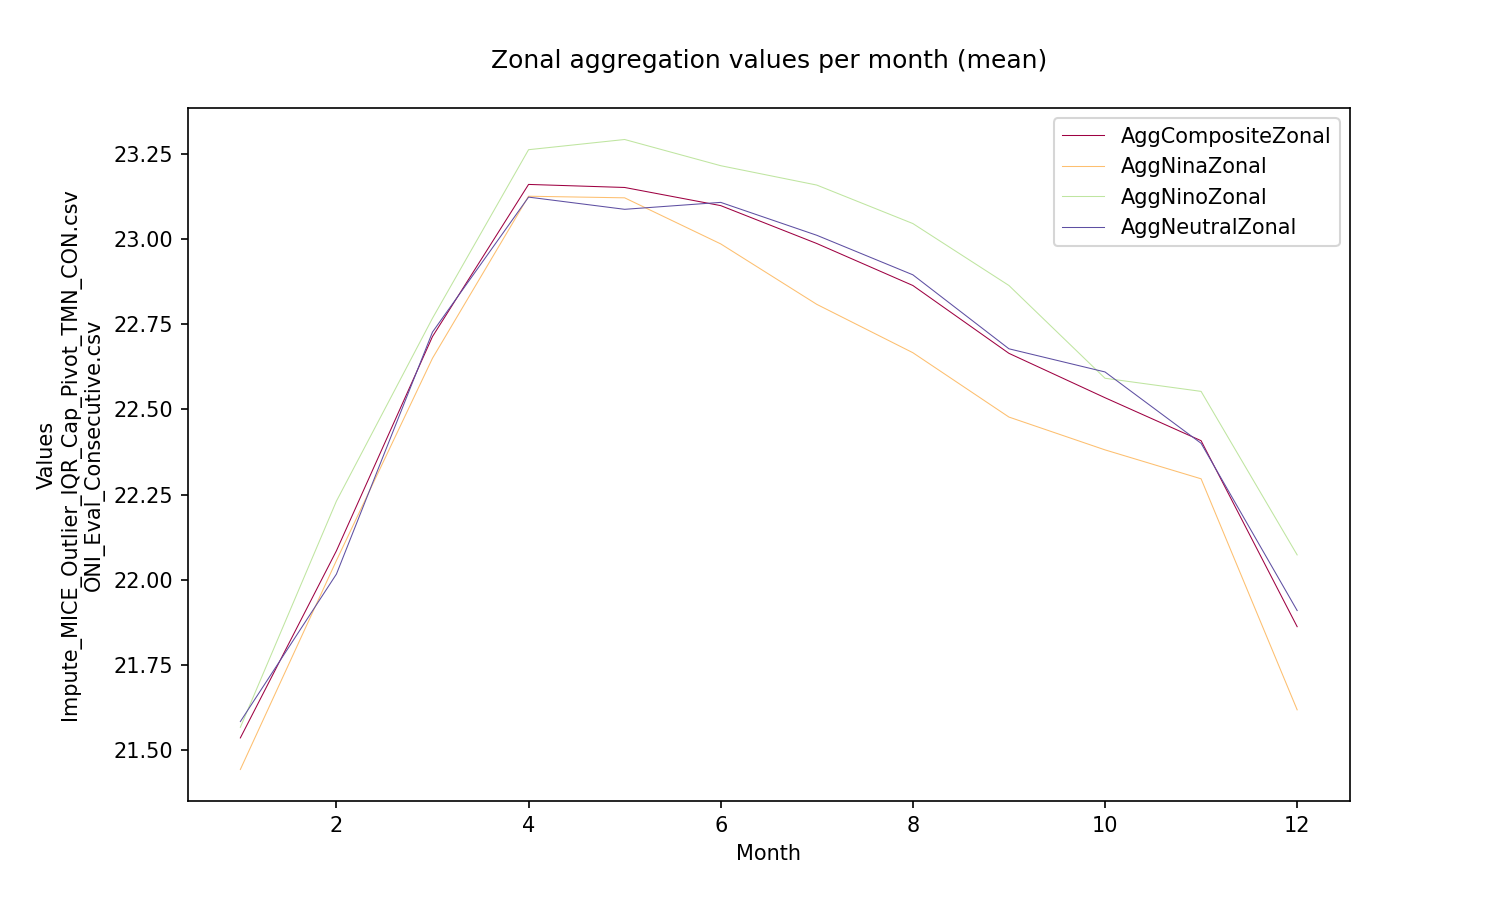 Zonal aggregation values per month (mean)
AggCompositeZonal
AggNinaZonal
AggNinoZonal
AggNeutralZonal
Values
Impute_MICE_Outlier_IQR_Cap_Pivot_TMN_CON.csv
ONI_Eval_Consecutive.csv
23.25
23.00
22.75
22.50
22.25
22.00
21.75
21.50
2 4 6 8 10 12
Month